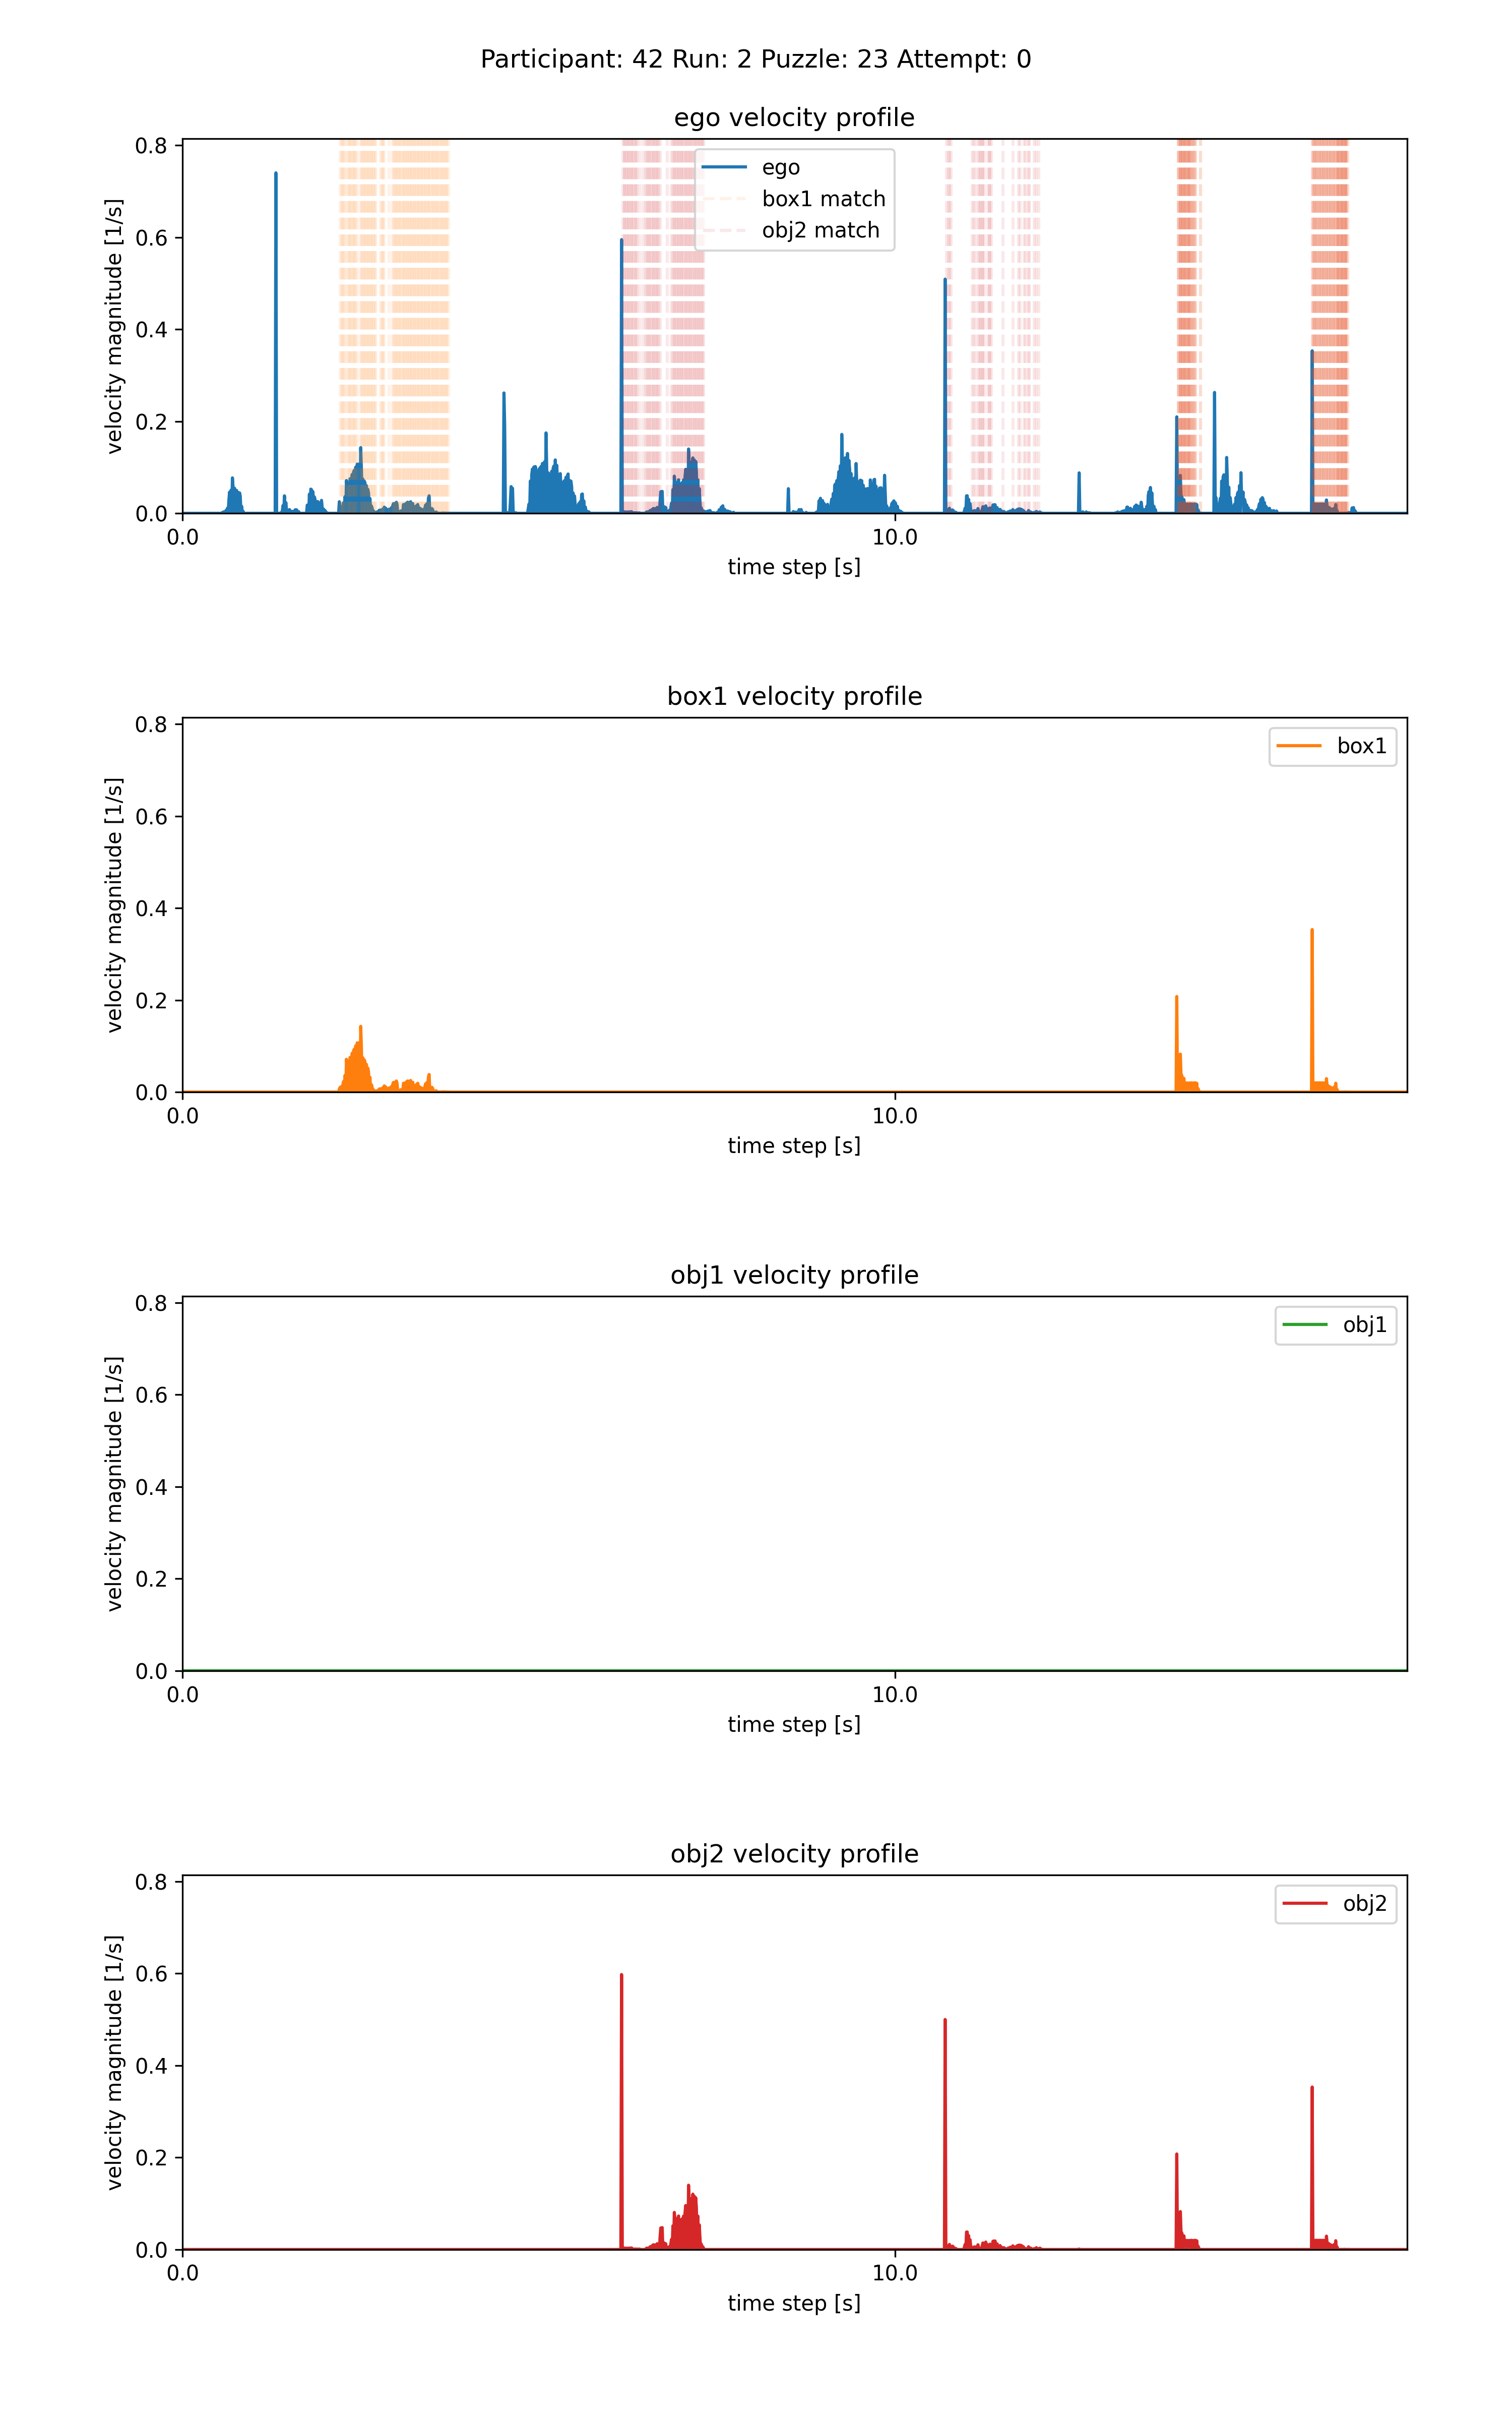 Participant: 42 Run: 2 Puzzle: 23 Attempt: 0
ego velocity profile
velocity magnitude [1/s]
0.8
0.6
0.4
0.2
0.0
ego
box1 match
obj2 match
0.0
10.0
time step [s]
box1 velocity profile
velocity magnitude [1/s]
0.8
0.6
0.4
0.2
0.0
box1
0.0
10.0
time step [s]
obj1 velocity profile
velocity magnitude [1/s]
0.8
0.6
0.4
0.2
0.0
obj1
0.0
10.0
time step [s]
obj2 velocity profile
velocity magnitude [1/s]
0.8
0.6
0.4
0.2
0.0
obj2
0.0
10.0
time step [s]